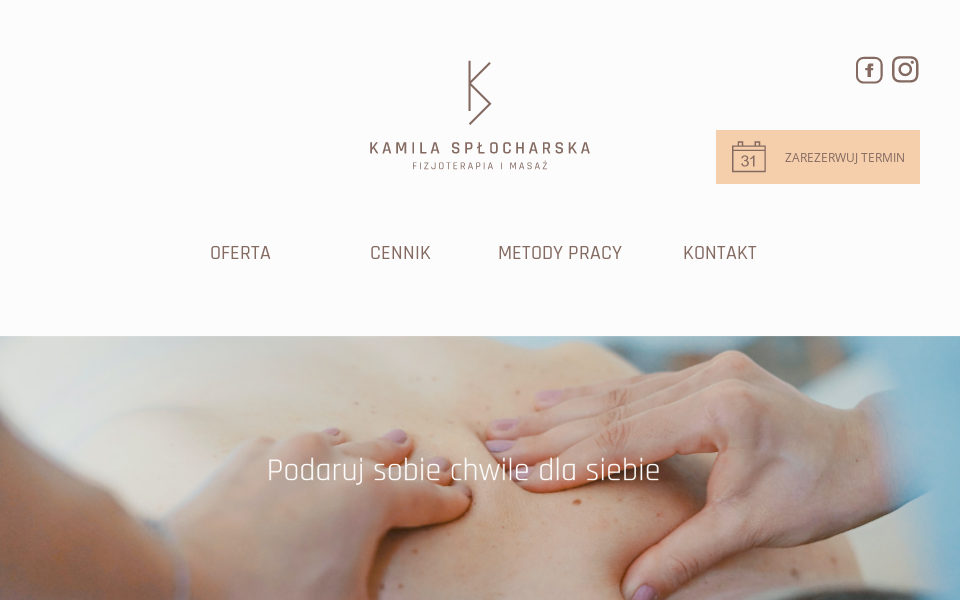 KAMILA SPŁOCHARSKA
FIZJOTERAPIA I MASAŻ
31
ZAREZERWUJ TERMIN
OFERTA
CENNIK
METODY PRACY
KONTAKT
Podaruj sobie chwile dla siebie